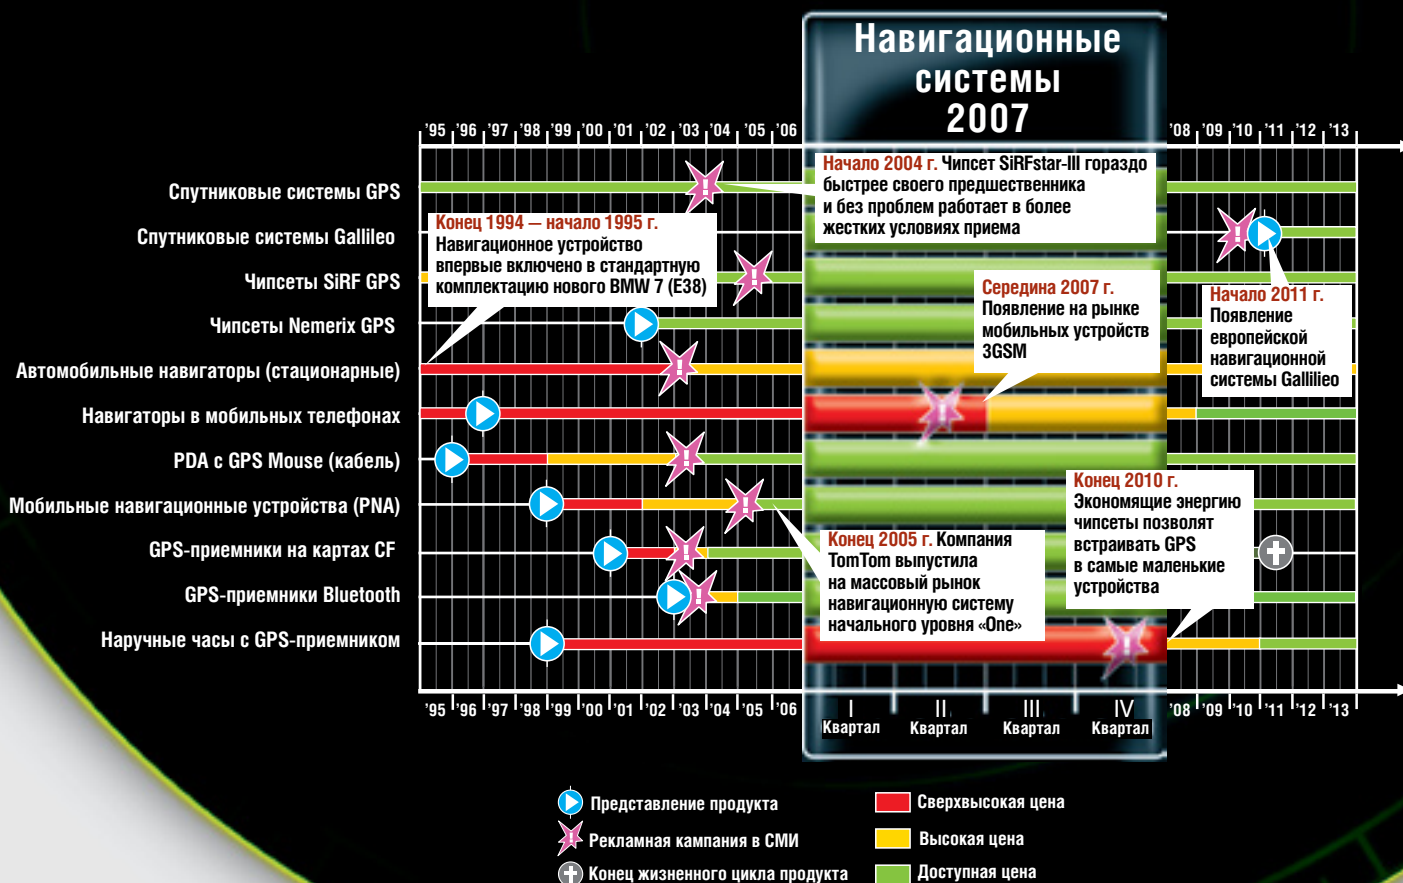 Навигационные
системы
2007
'95 '96 '97 '98 '99 '00 '01 '02 '03 '04 '05 '06
'08 '09 '10 '11 '12 '13
Спутниковые системы GPS
Спутниковые системы Gallileo
Чипсеты SiRF GPS
Чипсеты Nemerix GPS
Автомобильные навигаторы (стационарные)
Навигаторы в мобильных телефонах
PDA с GPS Mouse (кабель)
Мобильные навигационные устройства (PNA)
GPS-приемники на картах CF
GPS-приемники Bluetooth
Наручные часы с GPS-приемником
Начало 2004 г. Чипсет SiRFstar-III гораздо
быстрее своего предшественника
и без проблем работает в более
жестких условиях приема
Конец 1994 — начало 1995 г.
Навигационное устройство
впервые включено в стандартную
комплектацию нового BMW 7 (E38)
Середина 2007 г.
Появление на рынке
мобильных устройств
3GSM
Начало 2011 г.
Появление
европейской
навигационной
системы Gallilieo
Конец 2010 г.
Экономящие энергию
чипсеты позволят
встраивать GPS
в самые маленькие
устройства
Конец 2005 г. Компания
TomTom выпустила
на массовый рынок
навигационную систему
начального уровня «One»
'95 '96 '97 '98 '99 '00 '01 '02 '03 '04 '05 '06
I
Квартал
II
Квартал
III
Квартал
IV
Квартал
'08 '09 '10 '11 '12 '13
Представление продукта
Рекламная кампания в СМИ
Конец жизненного цикла продукта
Сверхвысокая цена
Высокая цена
Доступная цена